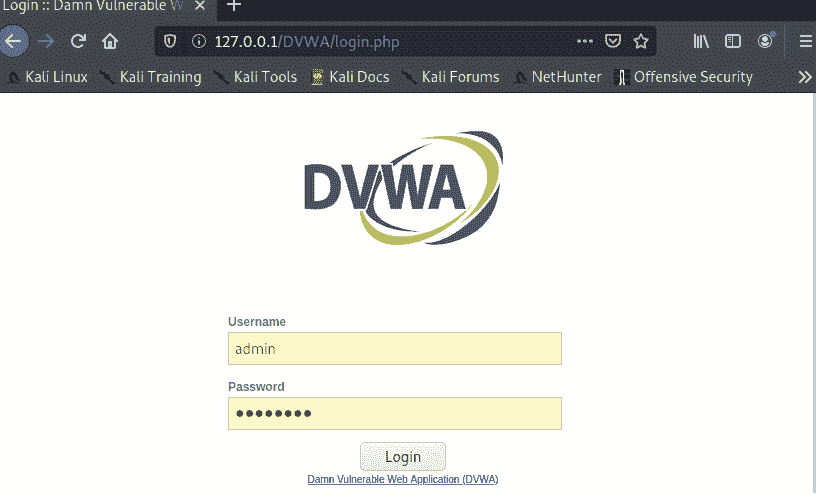 Login :: Damn Vulnerable W
127.0.0.1/DVWA/login.php
Kali Linux Kali Training Kali Tools Kali Docs Kali Forums NetHunter Offensive Security
DVWA
Username
admin
Password
Login
Damn Vulnerable Web Application (DVWA)